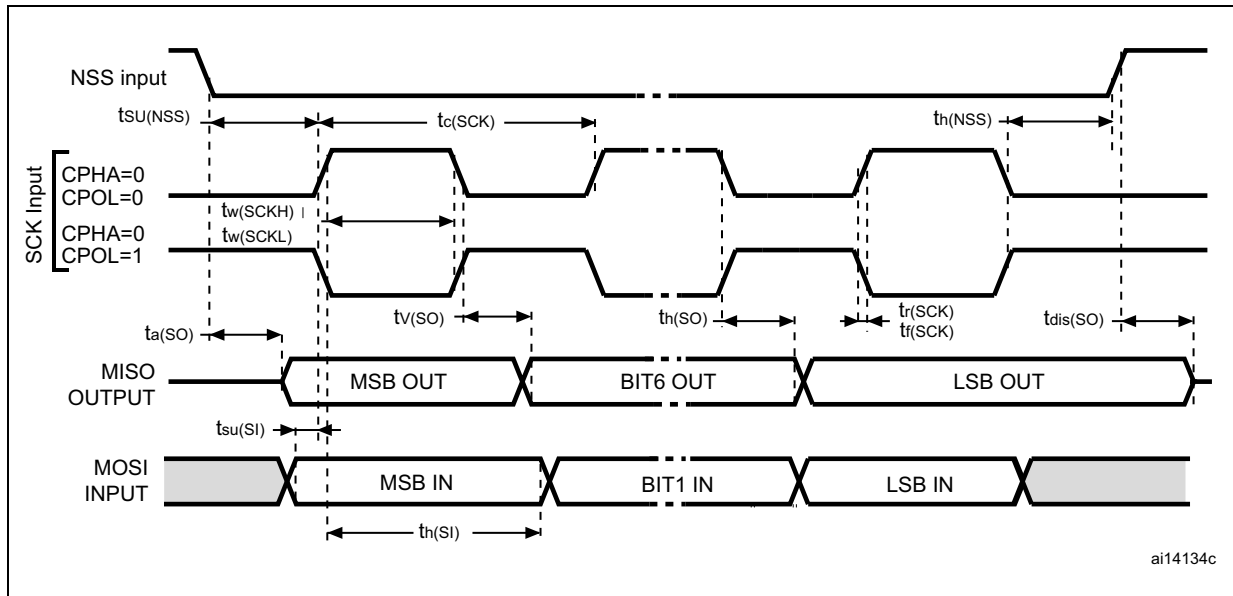 NSS input
tSU(NSS)
tc(SCK)
th(NSS)
SCK Input
CPHA=0
CPOL=0
tw(SCKH)
CPHA=0
tw(SCKL)
CPOL=1
tV(SO)
th(SO)
tr(SCK)
tf(SCK)
ta(SO)
tdis(SO)
MISO
OUTPUT
MSB OUT
BIT6 OUT
LSB OUT
tsu(SI)
MOSI
INPUT
MSB IN
BIT1 IN
LSB IN
th(SI)
ai14134c